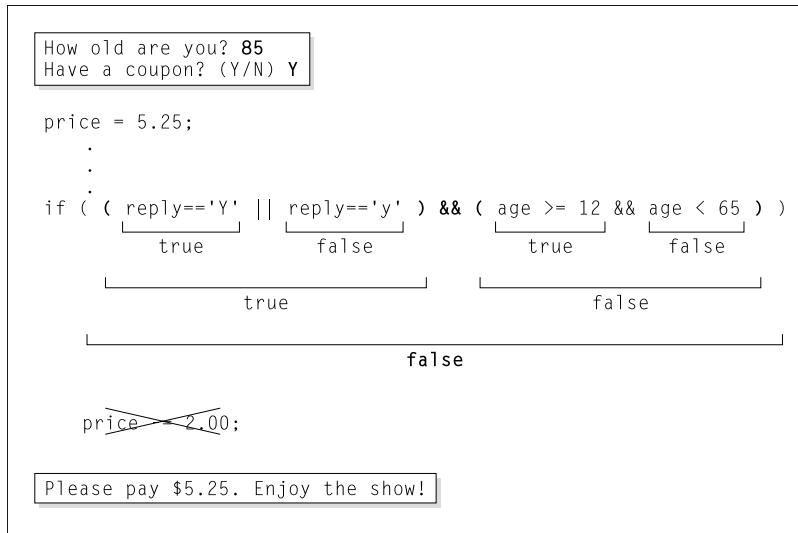 How old are you? 85
Have a coupon? (Y/N) Y
price = 5.25;
.
.
.
if ( ( reply=='Y' || reply=='y' ) && ( age >= 12 && age < 65 ) )
true false true false
true false
false
price = 2.00;
Please pay $5.25. Enjoy the show!